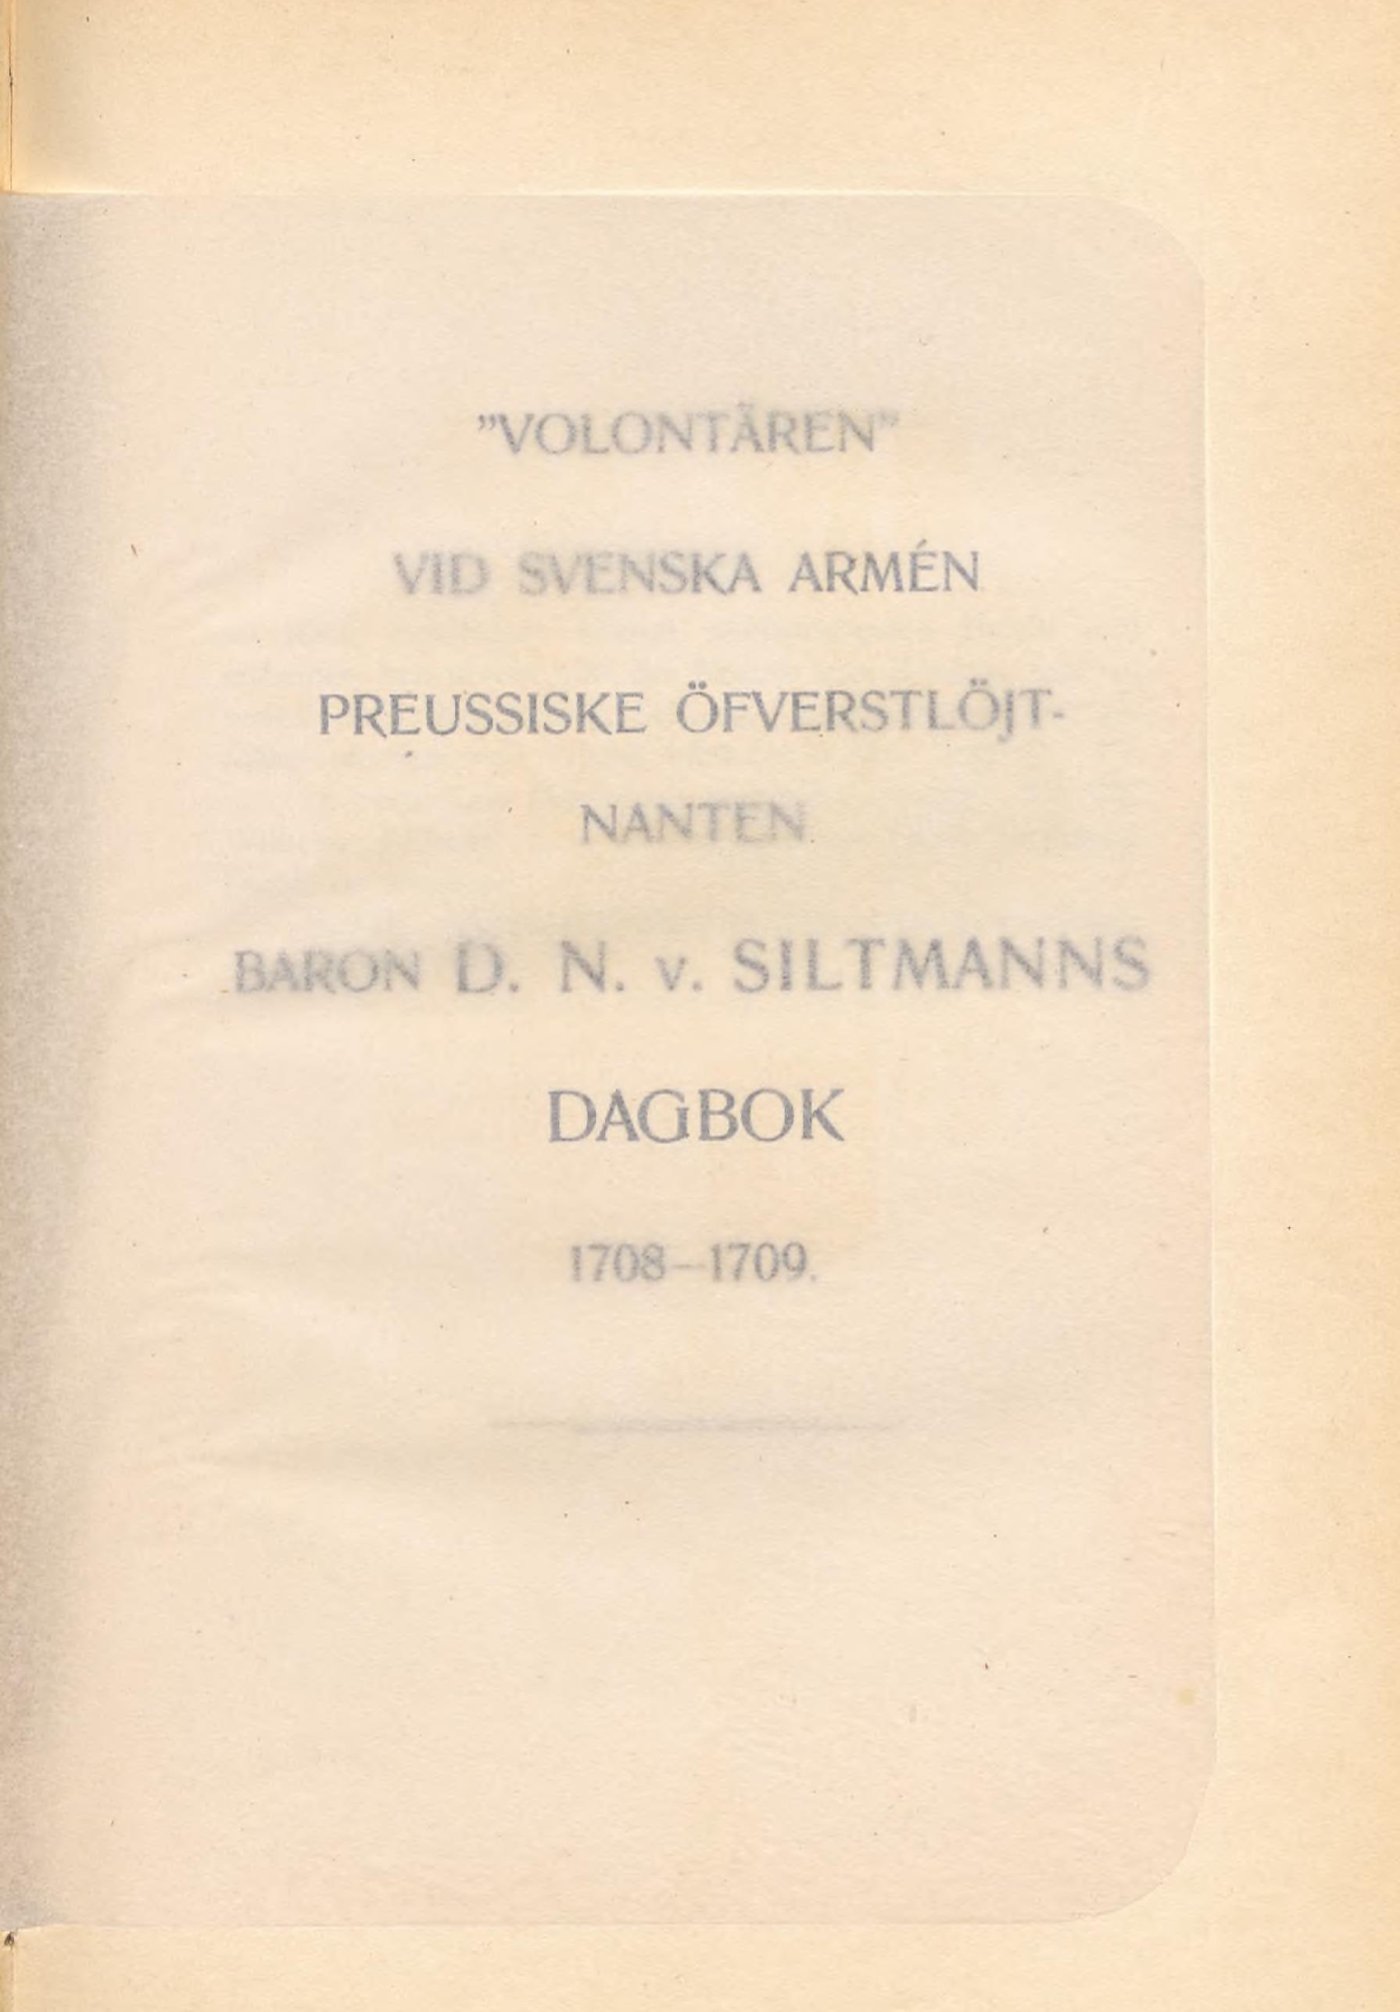 ”VOLONTÄREN”
VID SVENSKA ARMÉN
PREUSSISKE ÖFVERSTLÖJT-
NANTEN
BARON D. N. v. SILTMANNS
DAGBOK
1708–1709.